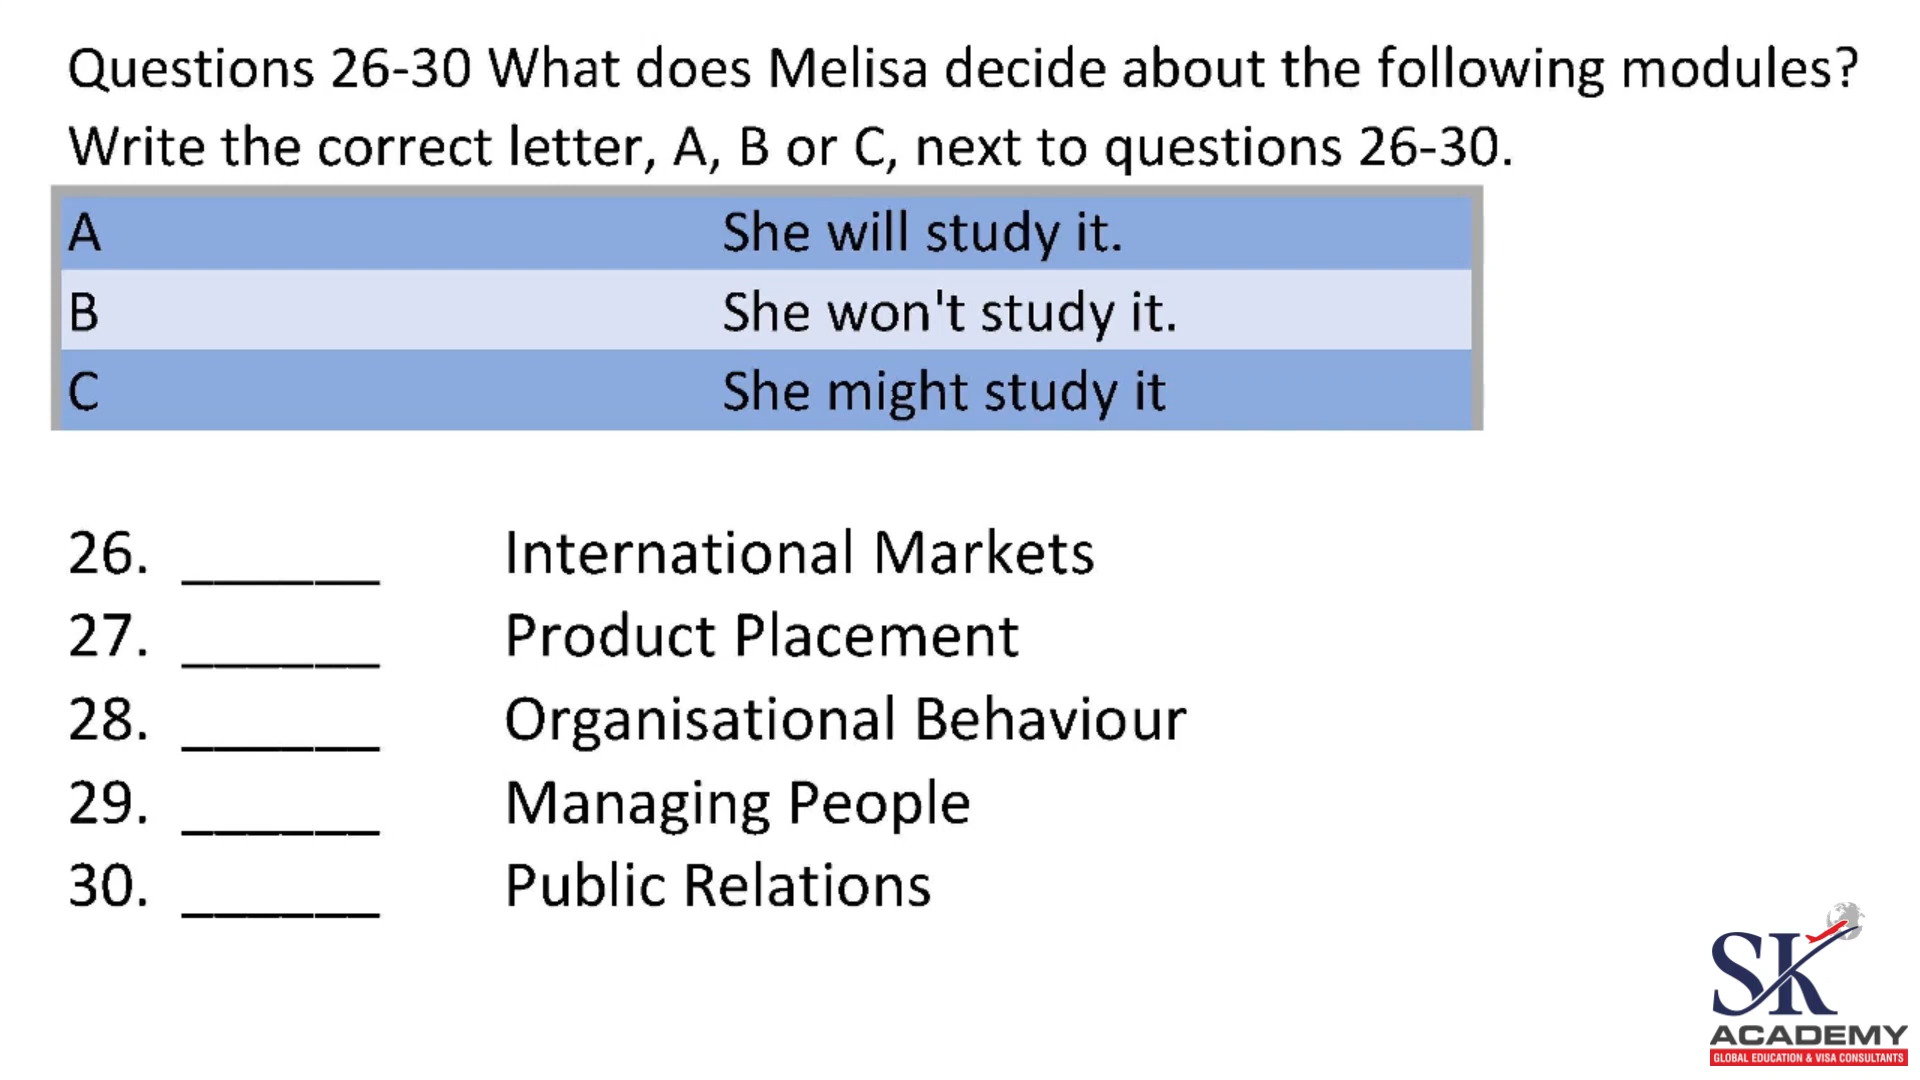 Questions 26-30 What does Melisa decide about the following modules?
Write the correct letter, A, B or C, next to questions 26-30.
A She will study it.
B She won't study it.
C She might study it
26. ______ International Markets
27. ______ Product Placement
28. ______ Organisational Behaviour
29. ______ Managing People
30. ______ Public Relations
SK
ACADEMY
GLOBAL EDUCATION & VISA CONSULTANTS